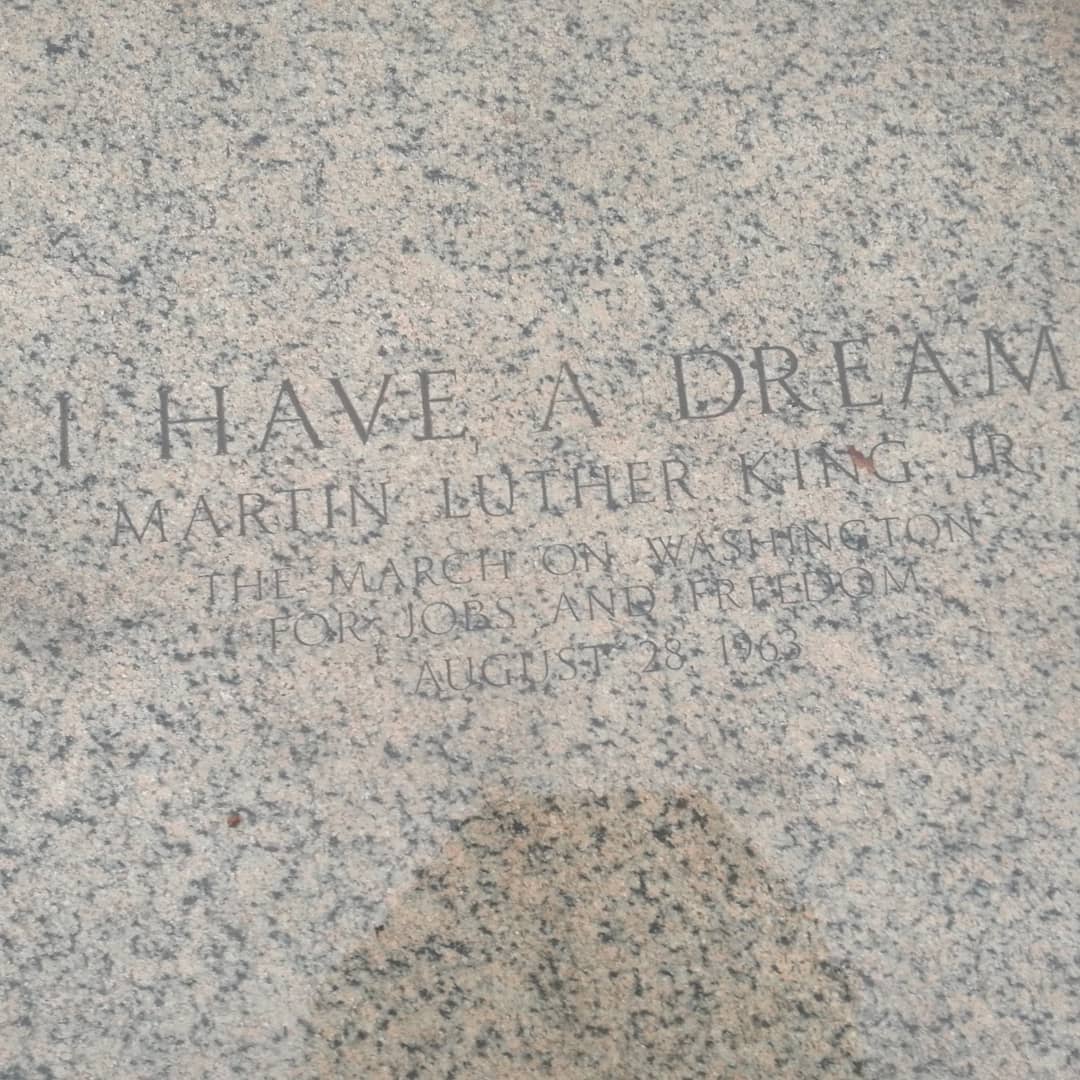 I HAVE A DREAM
MARTIN LUTHER KING JR
THE MARCH ON WASHINGTON
FOR JOBS AND FREEDOM
AUGUST 28 1963